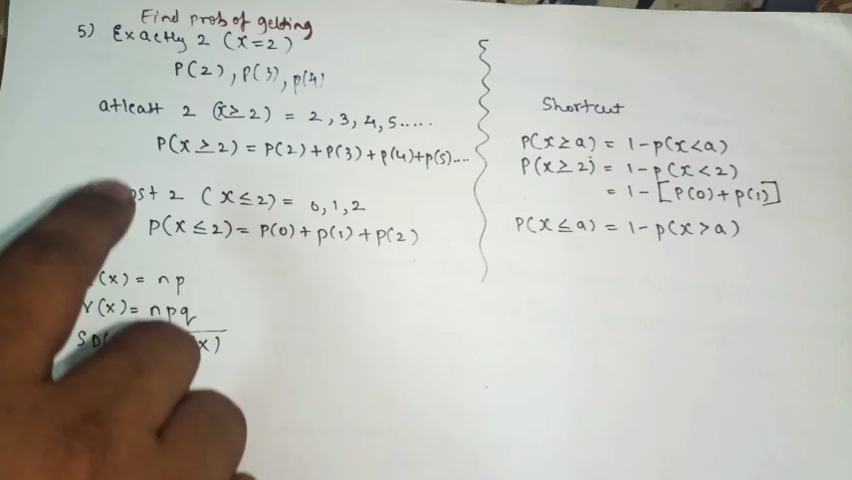 Find prob of getting
5) Exactly 2 (x=2)
P(2), P(3), p(4)
atleast 2 (x≥2) = 2, 3, 4, 5.....
P(x≥2) = P(2)+P(3)+p(4)+p(5)....
2 (x≤2) = 0, 1, 2
P(x≤2) = P(0)+p(1)+p(2)
(x) = np
V(x) = npq
SD x)
Shortcut
P(x≥a) = 1-p(x<a)
P(x≥2) = 1-p(x<2)
= 1-[P(0)+p(1)]
P(x≤a) = 1-p(x>a)